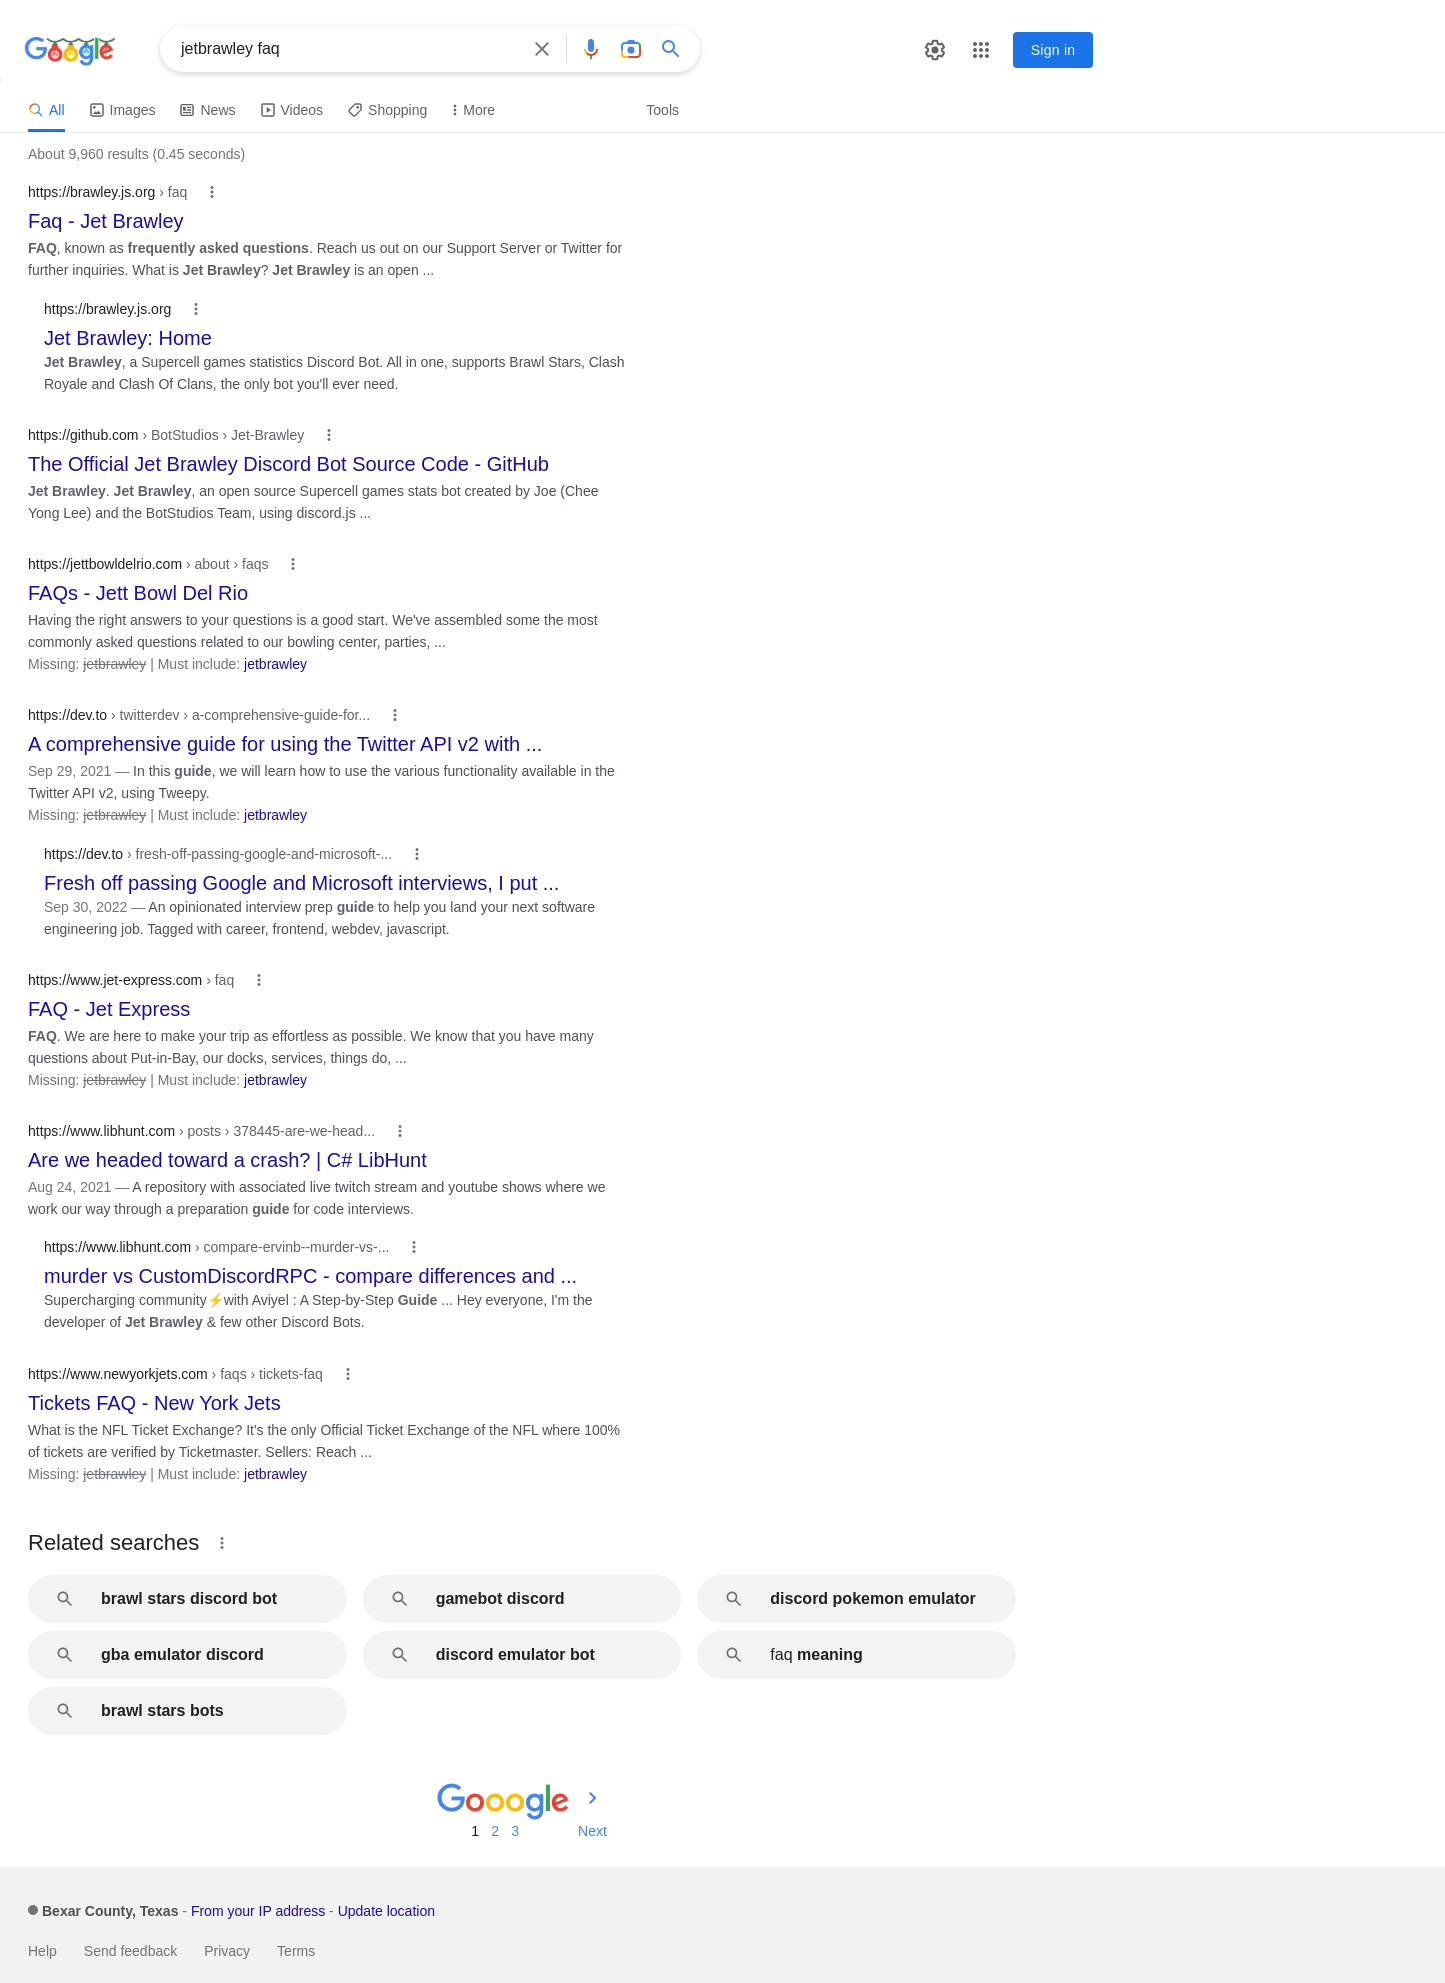 Google
jetbrawley faq
Sign in
All Images News Videos Shopping More Tools
About 9,960 results (0.45 seconds)
https://brawley.js.org › faq
Faq - Jet Brawley
FAQ, known as frequently asked questions. Reach us out on our Support Server or Twitter for
further inquiries. What is Jet Brawley? Jet Brawley is an open ...
https://brawley.js.org
Jet Brawley: Home
Jet Brawley, a Supercell games statistics Discord Bot. All in one, supports Brawl Stars, Clash
Royale and Clash Of Clans, the only bot you'll ever need.
https://github.com › BotStudios › Jet-Brawley
The Official Jet Brawley Discord Bot Source Code - GitHub
Jet Brawley. Jet Brawley, an open source Supercell games stats bot created by Joe (Chee
Yong Lee) and the BotStudios Team, using discord.js ...
https://jettbowldelrio.com › about › faqs
FAQs - Jett Bowl Del Rio
Having the right answers to your questions is a good start. We've assembled some the most
commonly asked questions related to our bowling center, parties, ...
Missing: jetbrawley | Must include: jetbrawley
https://dev.to › twitterdev › a-comprehensive-guide-for...
A comprehensive guide for using the Twitter API v2 with ...
Sep 29, 2021 — In this guide, we will learn how to use the various functionality available in the
Twitter API v2, using Tweepy.
Missing: jetbrawley | Must include: jetbrawley
https://dev.to › fresh-off-passing-google-and-microsoft-...
Fresh off passing Google and Microsoft interviews, I put ...
Sep 30, 2022 — An opinionated interview prep guide to help you land your next software
engineering job. Tagged with career, frontend, webdev, javascript.
https://www.jet-express.com › faq
FAQ - Jet Express
FAQ. We are here to make your trip as effortless as possible. We know that you have many
questions about Put-in-Bay, our docks, services, things do, ...
Missing: jetbrawley | Must include: jetbrawley
https://www.libhunt.com › posts › 378445-are-we-head...
Are we headed toward a crash? | C# LibHunt
Aug 24, 2021 — A repository with associated live twitch stream and youtube shows where we
work our way through a preparation guide for code interviews.
https://www.libhunt.com › compare-ervinb--murder-vs-...
murder vs CustomDiscordRPC - compare differences and ...
Supercharging community⚡with Aviyel : A Step-by-Step Guide ... Hey everyone, I'm the
developer of Jet Brawley & few other Discord Bots.
https://www.newyorkjets.com › faqs › tickets-faq
Tickets FAQ - New York Jets
What is the NFL Ticket Exchange? It's the only Official Ticket Exchange of the NFL where 100%
of tickets are verified by Ticketmaster. Sellers: Reach ...
Missing: jetbrawley | Must include: jetbrawley
Related searches
brawl stars discord bot gamebot discord discord pokemon emulator
gba emulator discord discord emulator bot faq meaning
brawl stars bots
Gooogle
1 2 3 Next
Bexar County, Texas - From your IP address - Update location
Help Send feedback Privacy Terms